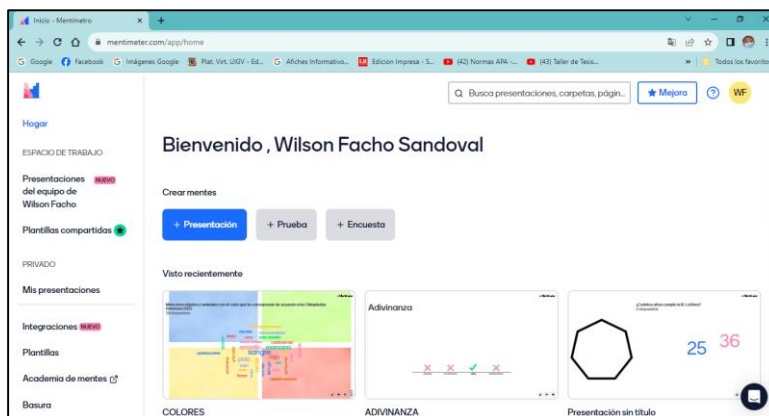 Inicio - Mentimeter
mentimeter.com/app/home
Google
Facebook
Imágenes Google
Plat. Virt. UIGV - Ed...
Afiches Informativo...
Edicion Impresa - S...
(42) Normas APA -...
(43) Taller de Tesis...
»
Todos los favoritos
Busca presentaciones, carpetas, págin...
Mejora
WF
Hogar
ESPACIO DE TRABAJO
Presentaciones NUEVO
del equipo de
Wilson Facho
Plantillas compartidas
PRIVADO
Mis presentaciones
Integraciones NUEVO
Plantillas
Academia de mentes
Basura
Bienvenido , Wilson Facho Sandoval
Crear mentes
+ Presentación
+ Prueba
+ Encuesta
Visto recientemente
sangre
COLORES
Adivinanza
ADIVINANZA
25
36
Presentación sin título